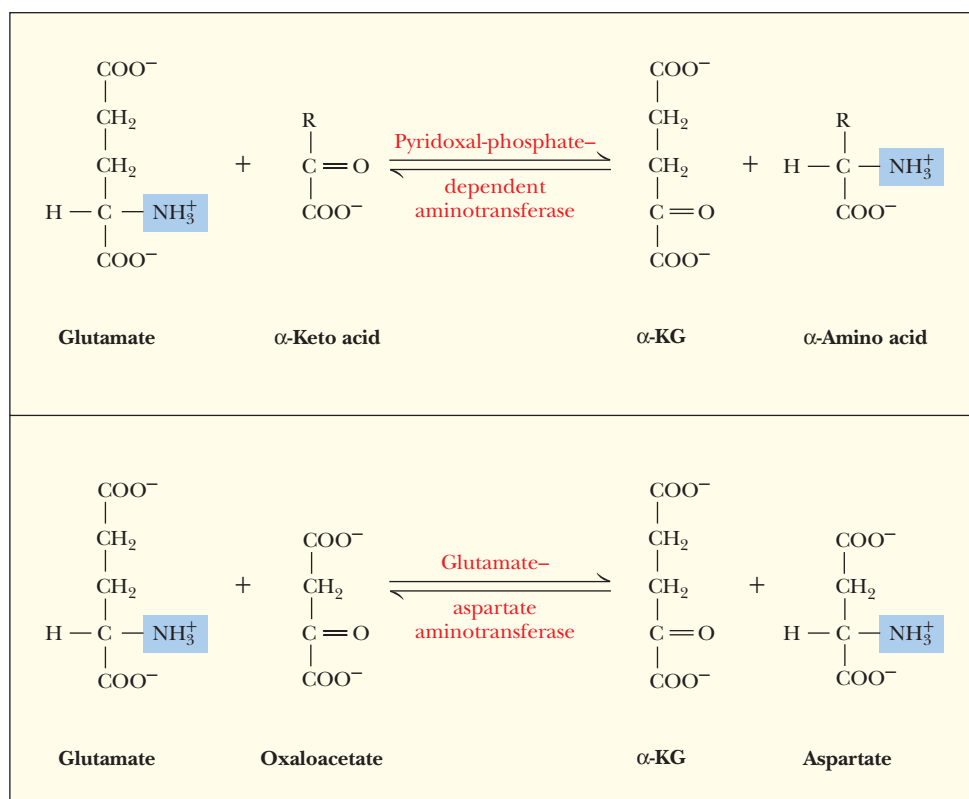 COO⁻
CH₂
CH₂
H — C — NH₃⁺
COO⁻
Glutamate
+
R
C = O
COO⁻
α-Keto acid
Pyridoxal-phosphate–
dependent
aminotransferase
COO⁻
CH₂
CH₂
C = O
COO⁻
α-KG
+
R
H — C — NH₃⁺
COO⁻
α-Amino acid
COO⁻
CH₂
CH₂
H — C — NH₃⁺
COO⁻
Glutamate
+
COO⁻
CH₂
C = O
COO⁻
Oxaloacetate
Glutamate–
aspartate
aminotransferase
COO⁻
CH₂
CH₂
C = O
COO⁻
α-KG
+
COO⁻
CH₂
H — C — NH₃⁺
COO⁻
Aspartate